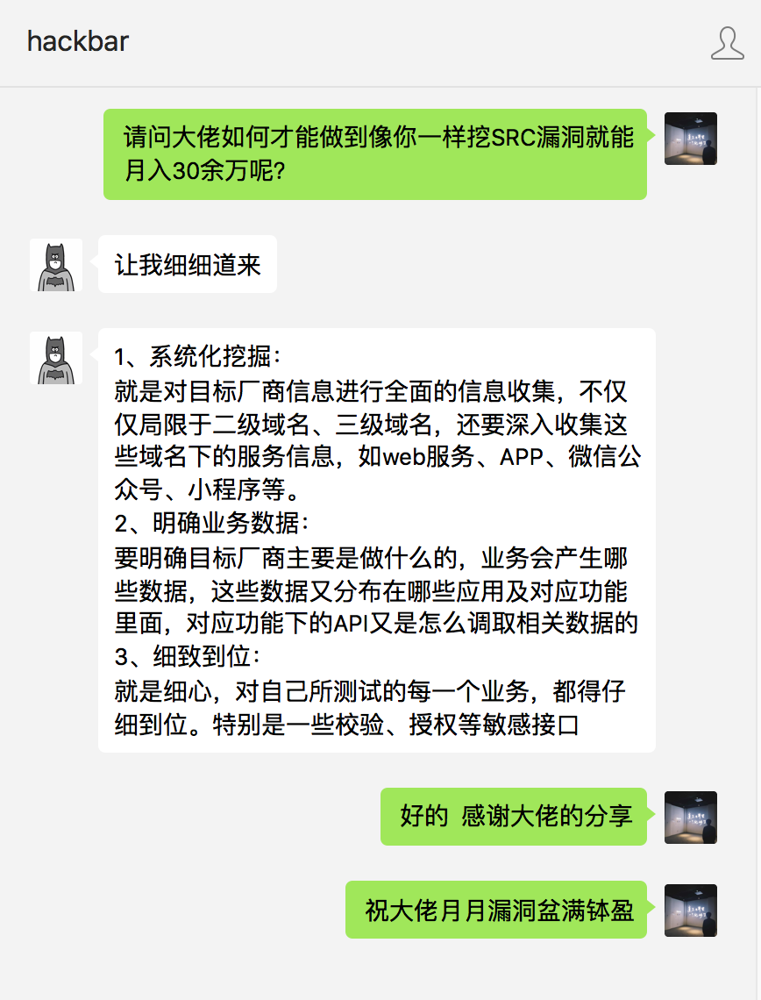 hackbar
请问大佬如何才能做到像你一样挖SRC漏洞就能
月入30余万呢?
让我细细道来
1、系统化挖掘：
就是对目标厂商信息进行全面的信息收集，不仅
仅局限于二级域名、三级域名，还要深入收集这
些域名下的服务信息，如web服务、APP、微信公
众号、小程序等。
2、明确业务数据：
要明确目标厂商主要是做什么的，业务会产生哪
些数据，这些数据又分布在哪些应用及对应功能
里面，对应功能下的API又是怎么调取相关数据的
3、细致到位：
就是细心，对自己所测试的每一个业务，都得仔
细到位。特别是一些校验、授权等敏感接口
好的 感谢大佬的分享
祝大佬月月漏洞盆满钵盈